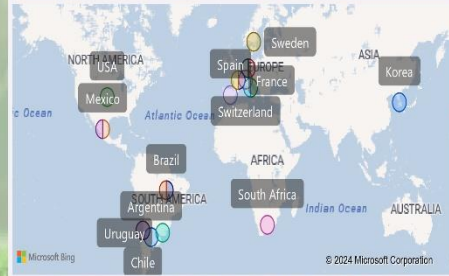 Sweden
NORTH AMERICA
USA
Spain
EUROPE
ASIA
France
Korea
Mexico
c Ocean
Atlantic Ocean
Switzerland
Brazil
AFRICA
SOUTH AMERICA
South Africa
Argentina
Indian Ocean
AUSTRALIA
Uruguay
Chile
Microsoft Bing
© 2024 Microsoft Corporation